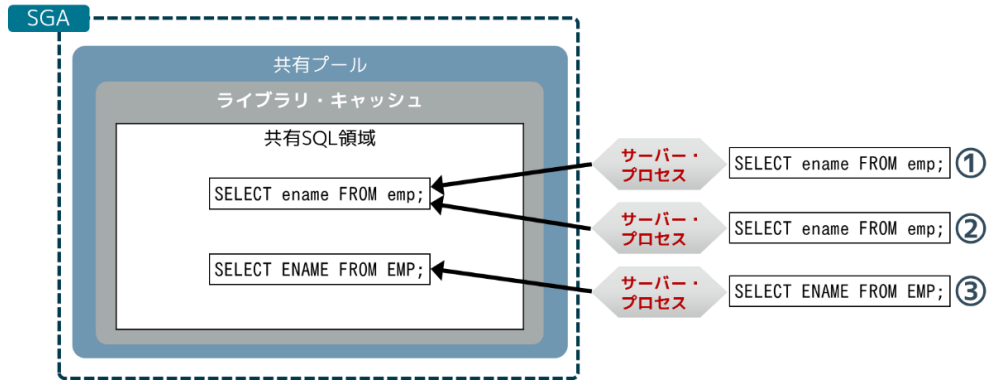 SGA
共有プール
ライブラリ・キャッシュ
共有SQL領域
SELECT ename FROM emp;
SELECT ENAME FROM EMP;
サーバー・
プロセス
SELECT ename FROM emp;
①
サーバー・
プロセス
SELECT ename FROM emp;
②
サーバー・
プロセス
SELECT ENAME FROM EMP;
③